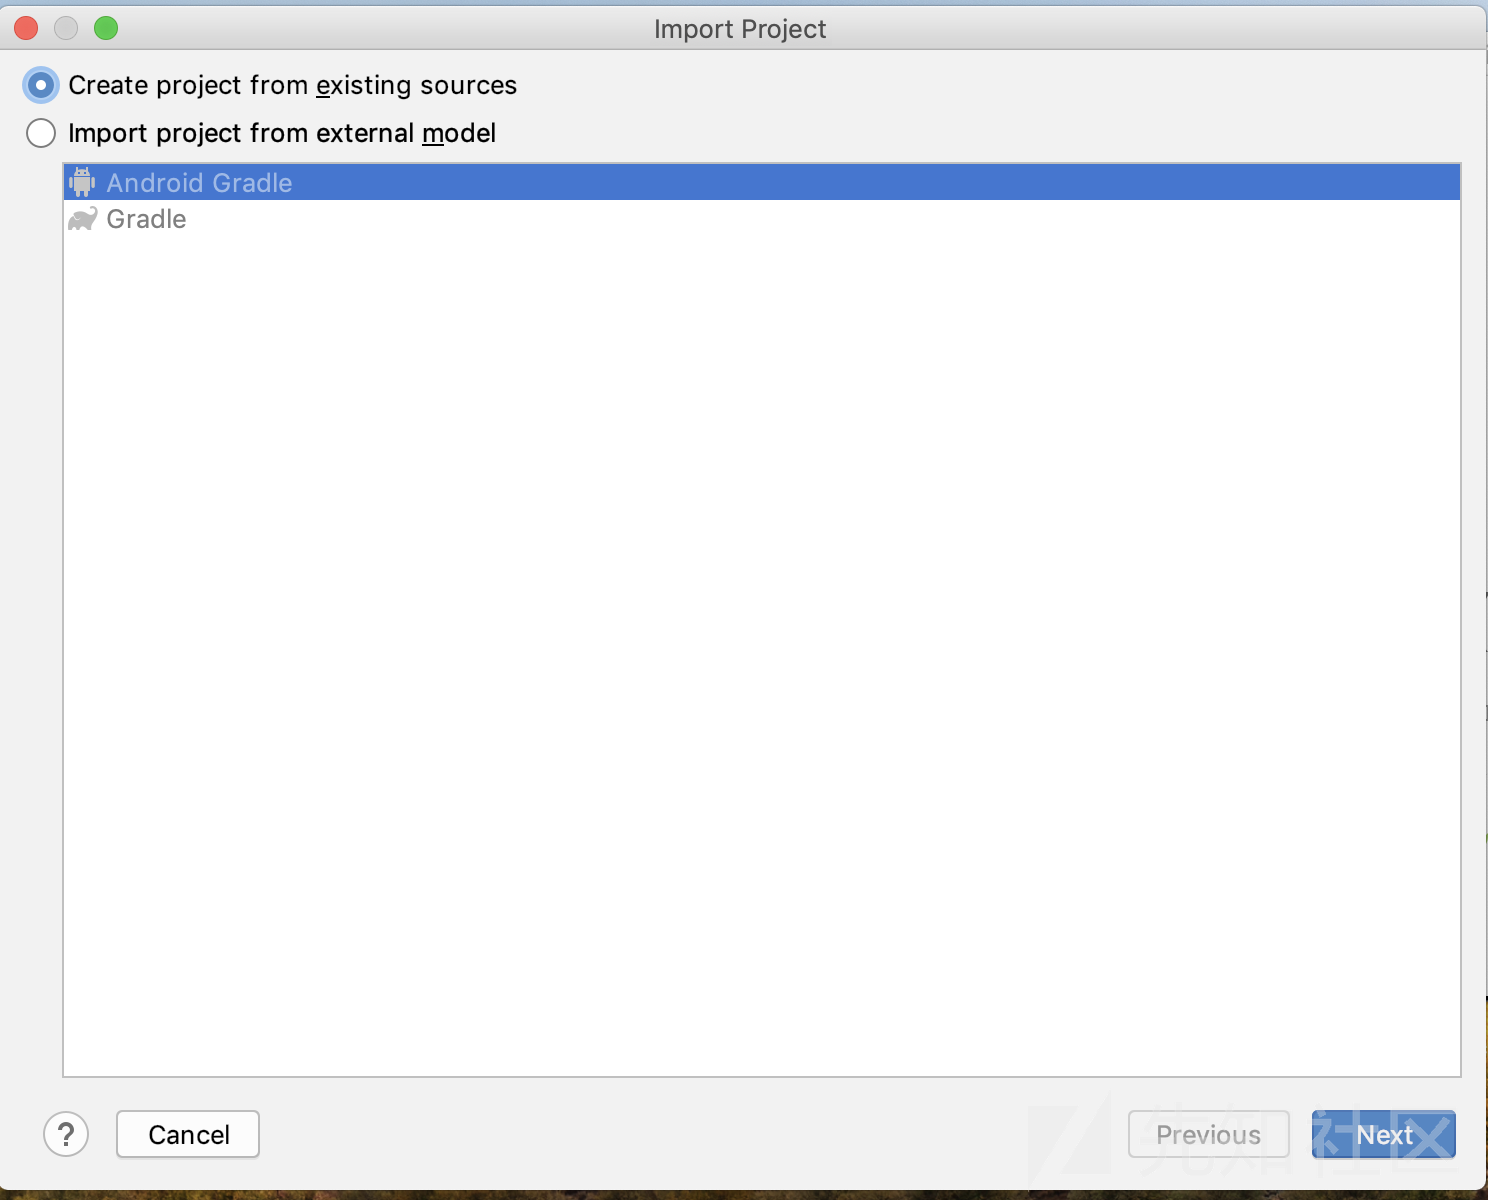 Import Project
Create project from existing sources
Import project from external model
Android Gradle
Gradle
?
Cancel
Previous
Next
先知社区